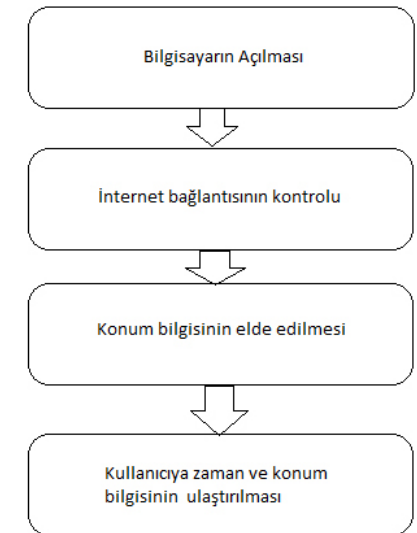 Bilgisayarın Açılması
İnternet bağlantısının kontrolu
Konum bilgisinin elde edilmesi
Kullanıcıya zaman ve konum
bilgisinin ulaştırılması